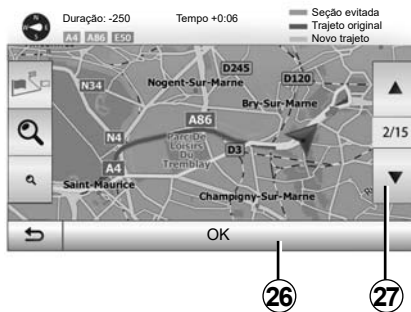 Duração: -250 Tempo +0:06
A4 A86 E50
Seção evitada
Trajeto original
Novo trajeto
D245
D120
N34
Nogent-Sur-Marne
Bry-Sur-Marne
A86
2/15
N4
Parc De
Loisirs
Du
Tremblay
D3
A4
Saint-Maurice
Champigny-Sur-Marne
OK
26
27